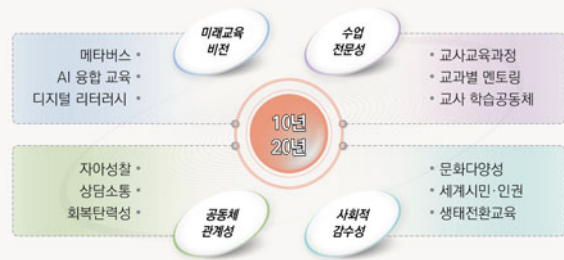 미래교육
비전
수업
전문성
메타버스 •
AI 융합 교육 •
디지털 리터러시 •
• 교사교육과정
• 교과별 멘토링
• 교사 학습공동체
10년
20년
자아성찰 •
상담소통 •
회복탄력성 •
• 문화다양성
• 세계시민·인권
• 생태전환교육
공동체
관계성
사회적
감수성